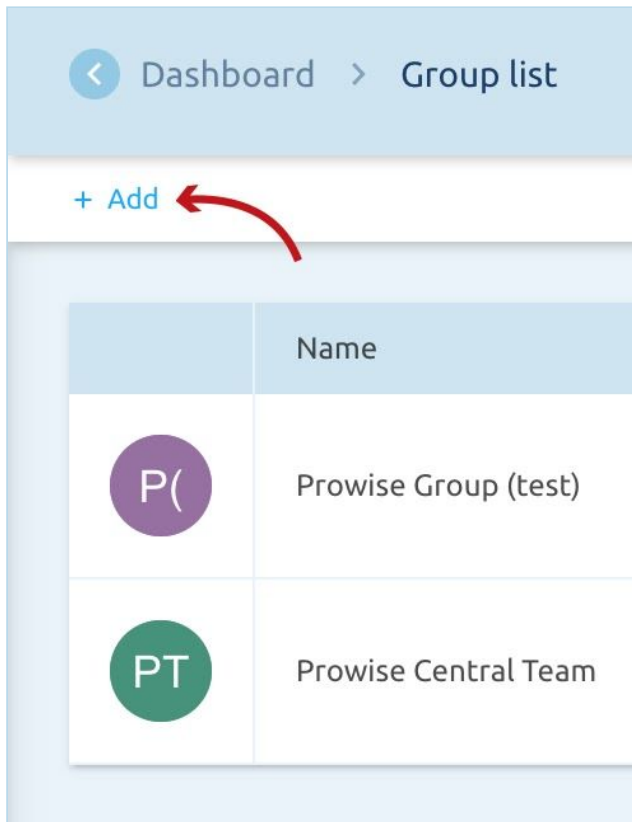 Dashboard > Group list
+ Add
Name
P( Prowise Group (test)
PT Prowise Central Team